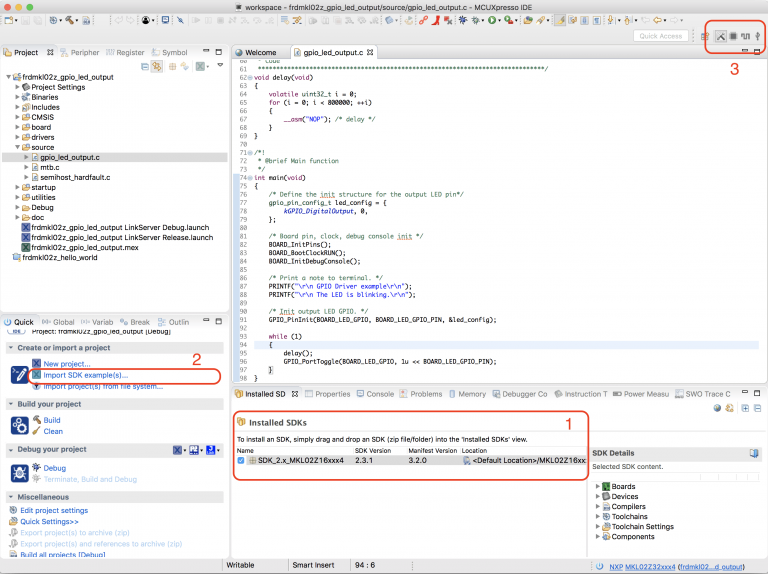 workspace - frdmkl02z_gpio_led_output/source/gpio_led_output.c - MCUXpresso IDE
Quick Access
3
Project
Peripher
Register
Symbol
frdmkl02z_gpio_led_output
Project Settings
Binaries
Includes
CMSIS
board
drivers
source
gpio_led_output.c
mtb.c
semihost_hardfault.c
startup
utilities
Debug
doc
frdmkl02z_gpio_led_output LinkServer Debug.launch
frdmkl02z_gpio_led_output LinkServer Release.launch
frdmkl02z_gpio_led_output.mex
frdmkl02z_hello_world
Welcome
gpio_led_output.c
60 * Code
61 ******************************************************************************/
62 void delay(void)
63 {
64 volatile uint32_t i = 0;
65 for (i = 0; i < 800000; ++i)
66 {
67 __asm("NOP"); /* delay */
68 }
69 }
70
71 /*!
72 * @brief Main function
73 */
74 int main(void)
75 {
76 /* Define the init structure for the output LED pin*/
77 gpio_pin_config_t led_config = {
78 kGPIO_DigitalOutput, 0,
79 };
80
81 /* Board pin, clock, debug console init */
82 BOARD_InitPins();
83 BOARD_BootClockRUN();
84 BOARD_InitDebugConsole();
85
86 /* Print a note to terminal. */
87 PRINTF("\r\n GPIO Driver example\r\n");
88 PRINTF("\r\n The LED is blinking.\r\n");
89
90 /* Init output LED GPIO. */
91 GPIO_PinInit(BOARD_LED_GPIO, BOARD_LED_GPIO_PIN, &led_config);
92
93 while (1)
94 {
95 delay();
96 GPIO_PortToggle(BOARD_LED_GPIO, 1u << BOARD_LED_GPIO_PIN);
97 }
98 }
Quick
Global
Variab
Break
Outlin
Project: frdmkl02z_gpio_led_output [Debug]
Create or import a project
2
New project...
Import SDK example(s)...
Import project(s) from file system...
Build your project
Build
Clean
Debug your project
Debug
Terminate, Build and Debug
Miscellaneous
Edit project settings
Quick Settings>>
Export project(s) to archive (zip)
Export project(s) and references to archive (zip)
Build all projects [Debug]
Installed SD
Properties
Console
Problems
Memory
Debugger Co
Instruction T
Power Measu
SWO Trace C
Installed SDKs
1
To install an SDK, simply drag and drop an SDK (zip file/folder) into the 'Installed SDKs' view.
Name SDK Version Manifest Version Location
SDK_2.x_MKL02Z16xxx4 2.3.1 3.2.0 <Default Location>/MKL02Z16xx
SDK Details
Selected SDK content.
Boards
Devices
Compilers
Toolchains
Toolchain Settings
Components
Writable
Smart Insert
94 : 6
NXP MKL02Z32xxx4 (frdmkl02...d_output)